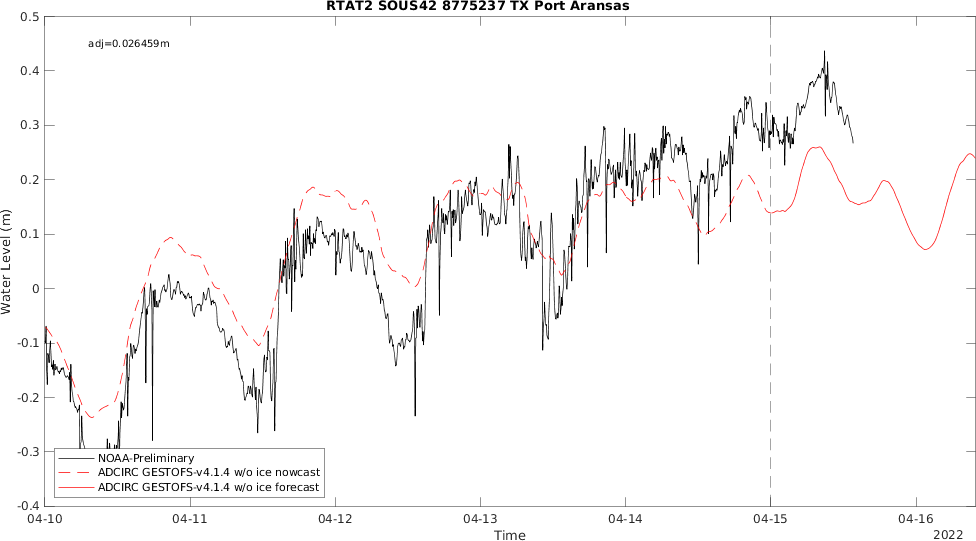 RTAT2 SOUS42 8775237 TX Port Aransas
adj=0.026459m
0.5
0.4
0.3
0.2
0.1
0
-0.1
-0.2
-0.3
-0.4
Water Level (m)
NOAA-Preliminary
ADCIRC GESTOFS-v4.1.4 w/o ice nowcast
ADCIRC GESTOFS-v4.1.4 w/o ice forecast
04-10 04-11 04-12 04-13 04-14 04-15 04-16
Time
2022